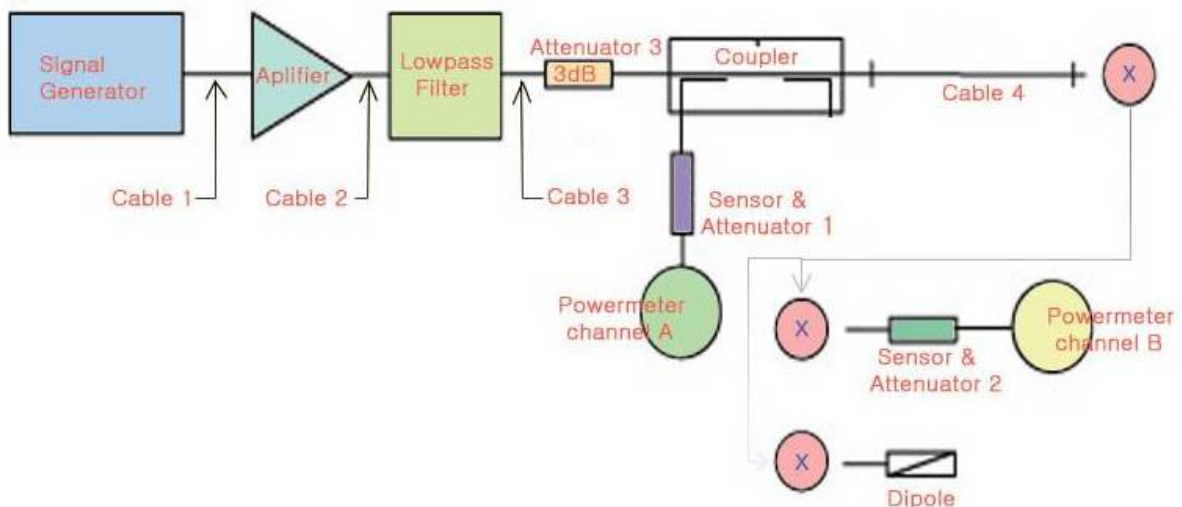 Signal
Generator
Aplifier
Lowpass
Filter
Attenuator 3
3dB
Coupler
Cable 4
X
Cable 1
Cable 2
Cable 3
Sensor &
Attenuator 1
Powermeter
channel A
X
Sensor &
Attenuator 2
Powermeter
channel B
X
Dipole